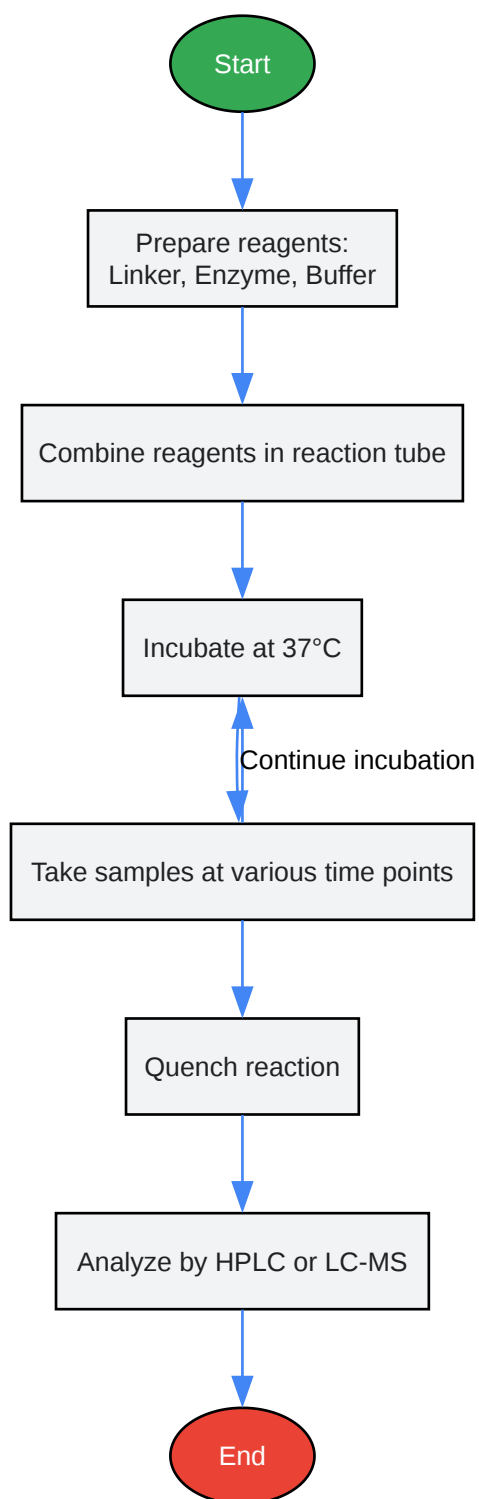 Start
Prepare reagents:
Linker, Enzyme, Buffer
Combine reagents in reaction tube
Incubate at 37°C
Continue incubation
Take samples at various time points
Quench reaction
Analyze by HPLC or LC-MS
End